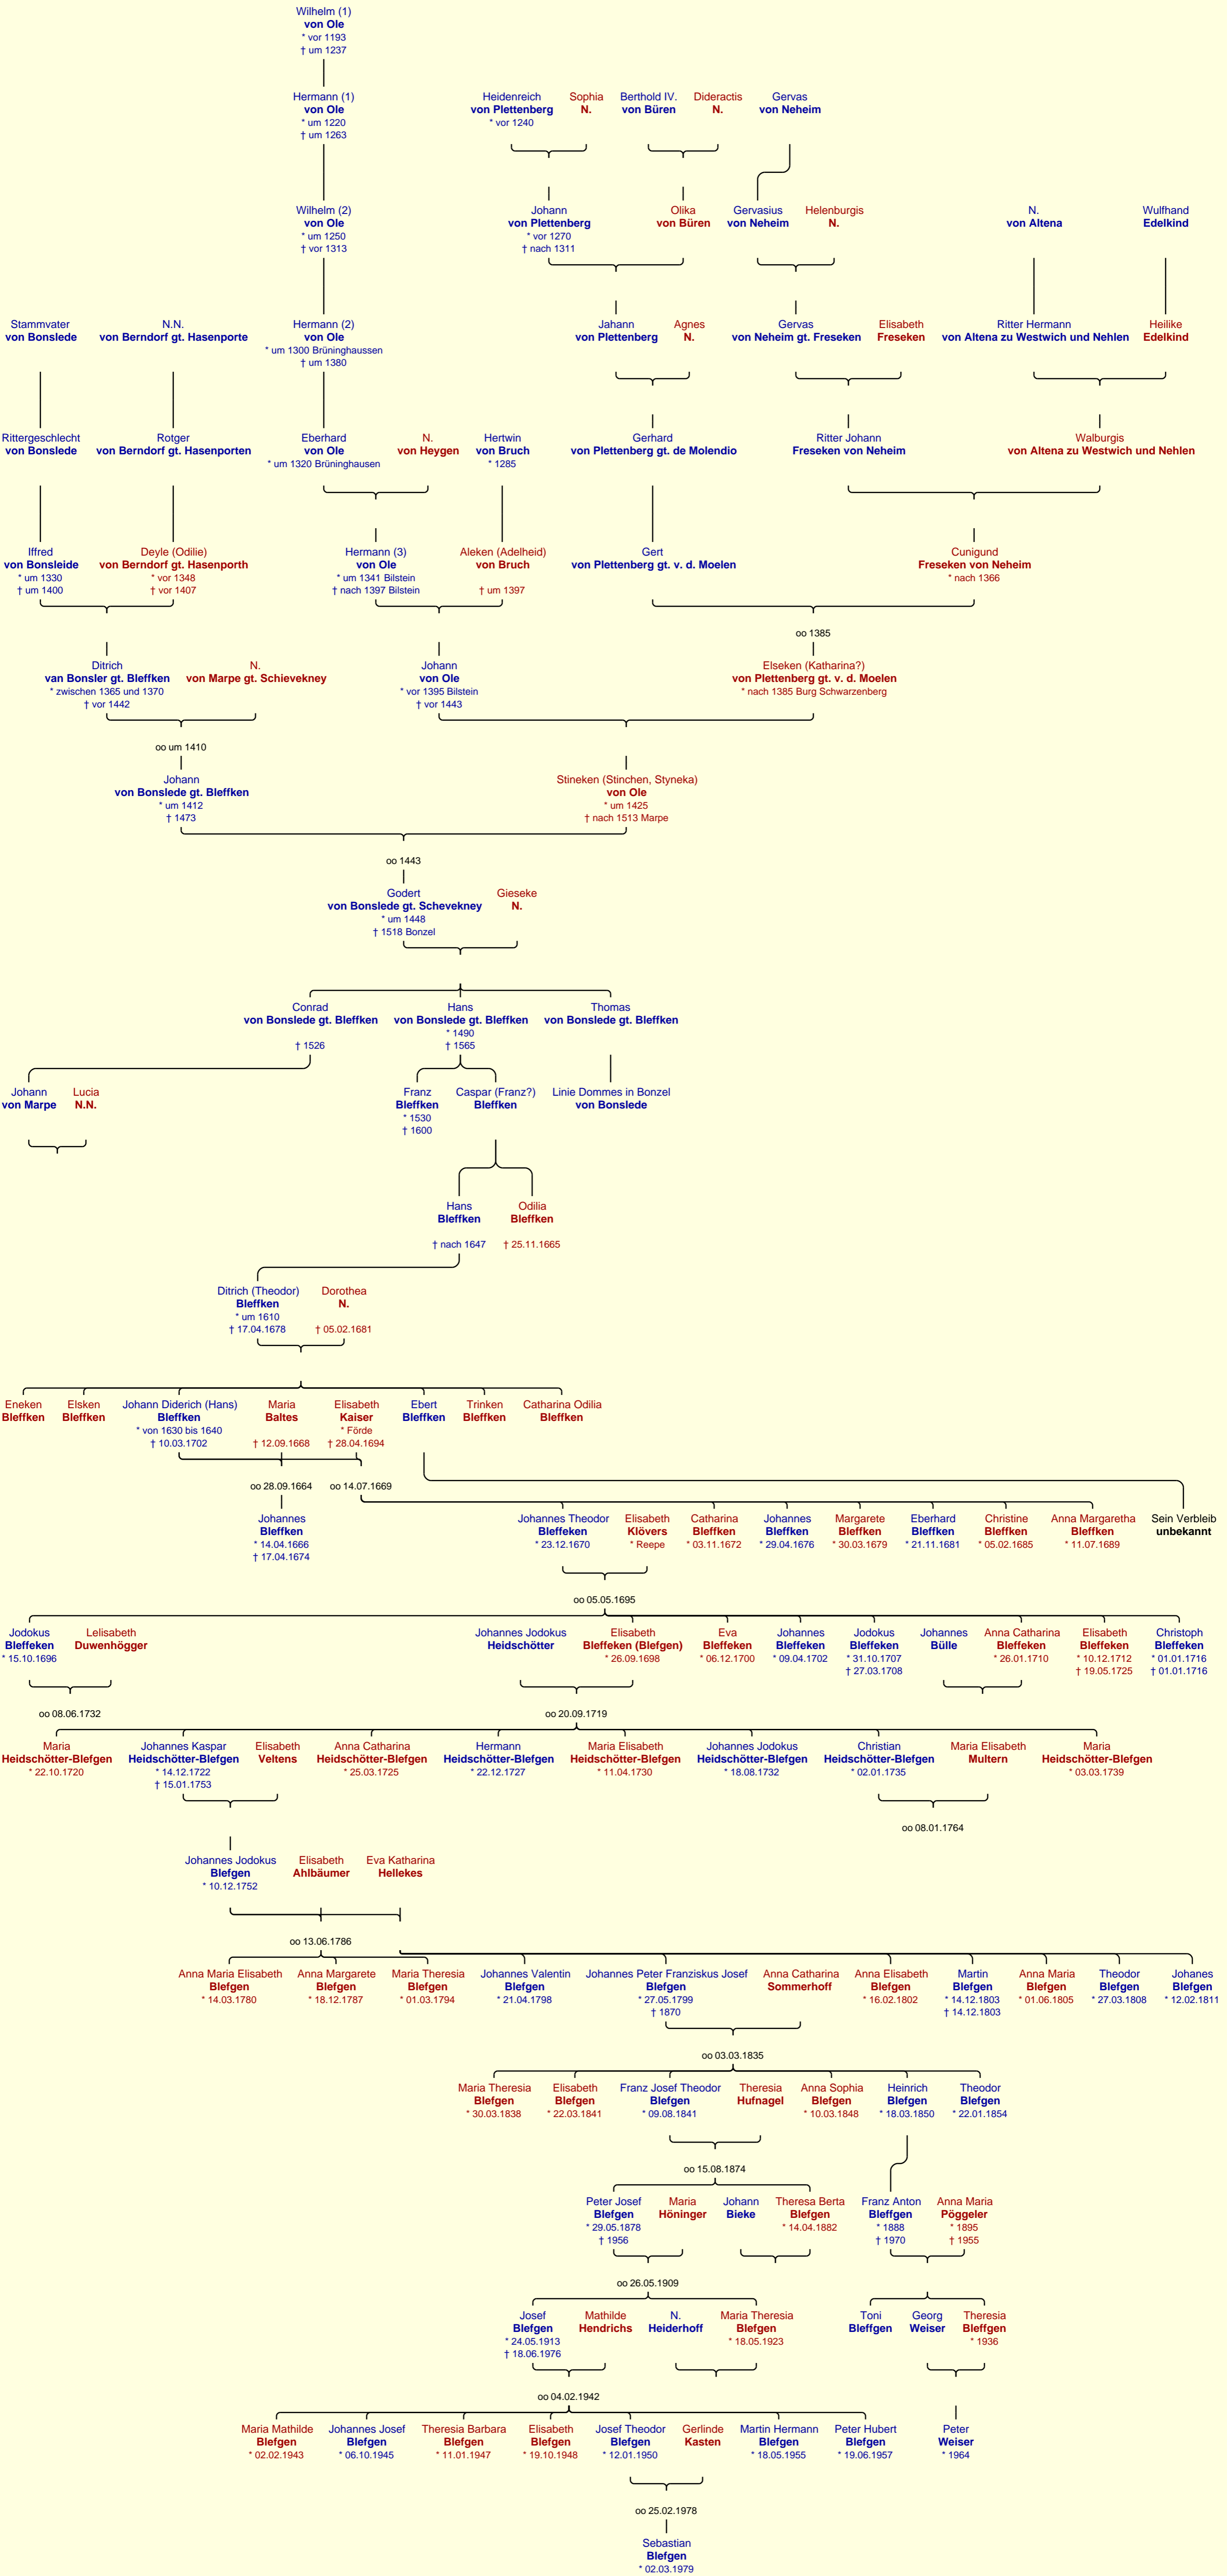 Wilhelm (1)
von Ole
* vor 1193
† um 1237
Hermann (1)
von Ole
* um 1220
† um 1263
Heidenreich
von Plettenberg
* vor 1240
Sophia
N.
Berthold IV.
von Büren
Dideractis
N.
Gervas
von Neheim
Wilhelm (2)
von Ole
* um 1250
† vor 1313
Johann
von Plettenberg
* vor 1270
† nach 1311
Olika
von Büren
Gervasius
von Neheim
Helenburgis
N.
N.
von Altena
Wulfhand
Edelkind
Stammvater
von Bonslede
N.N.
von Berndorf gt. Hasenporte
Hermann (2)
von Ole
* um 1300 Brüninghaussen
† um 1380
Jahann
von Plettenberg
Agnes
N.
Gervas
von Neheim gt. Freseken
Elisabeth
Freseken
Ritter Hermann
von Altena zu Westwich und Nehlen
Heilike
Edelkind
Rittergeschlecht
von Bonslede
Rotger
von Berndorf gt. Hasenporten
Eberhard
von Ole
* um 1320 Brüninghausen
N.
von Heygen
Hertwin
von Bruch
* 1285
Gerhard
von Plettenberg gt. de Molendio
Ritter Johann
Freseken von Neheim
Walburgis
von Altena zu Westwich und Nehlen
Iffred
von Bonsleide
* um 1330
† um 1400
Deyle (Odilie)
von Berndorf gt. Hasenporth
* vor 1348
† vor 1407
Hermann (3)
von Ole
* um 1341 Bilstein
† nach 1397 Bilstein
Aleken (Adelheid)
von Bruch
† um 1397
Gert
von Plettenberg gt. v. d. Moelen
Cunigund
Freseken von Neheim
* nach 1366
oo 1385
Ditrich
van Bonsler gt. Bleffken
* zwischen 1365 und 1370
† vor 1442
N.
von Marpe gt. Schievekney
Johann
von Ole
* vor 1395 Bilstein
† vor 1443
Elseken (Katharina?)
von Plettenberg gt. v. d. Moelen
* nach 1385 Burg Schwarzenberg
oo um 1410
Johann
von Bonslede gt. Bleffken
* um 1412
† 1473
Stineken (Stinchen, Styneka)
von Ole
* um 1425
† nach 1513 Marpe
oo 1443
Godert
von Bonslede gt. Schevekney
* um 1448
† 1518 Bonzel
Gieseke
N.
Conrad
von Bonslede gt. Bleffken
† 1526
Hans
von Bonslede gt. Bleffken
* 1490
† 1565
Thomas
von Bonslede gt. Bleffken
Johann
von Marpe
Lucia
N.N.
Franz
Bleffken
* 1530
† 1600
Caspar (Franz?)
Bleffken
Linie Dommes in Bonzel
von Bonslede
Hans
Bleffken
† nach 1647
Odilia
Bleffken
† 25.11.1665
Ditrich (Theodor)
Bleffken
* um 1610
† 17.04.1678
Dorothea
N.
† 05.02.1681
Eneken
Bleffken
Elsken
Bleffken
Johann Diderich (Hans)
Bleffken
* von 1630 bis 1640
† 10.03.1702
Maria
Baltes
† 12.09.1668
Elisabeth
Kaiser
* Förde
† 28.04.1694
Ebert
Bleffken
Trinken
Bleffken
Catharina Odilia
Bleffken
oo 28.09.1664
oo 14.07.1669
Johannes
Bleffken
* 14.04.1666
† 17.04.1674
Johannes Theodor
Bleffeken
* 23.12.1670
Elisabeth
Klövers
* Reepe
Catharina
Bleffken
* 03.11.1672
Johannes
Bleffken
* 29.04.1676
Margarete
Bleffken
* 30.03.1679
Eberhard
Bleffken
* 21.11.1681
Christine
Bleffken
* 05.02.1685
Anna Margaretha
Bleffken
* 11.07.1689
Sein Verbleib
unbekannt
oo 05.05.1695
Jodokus
Bleffeken
* 15.10.1696
Lelisabeth
Duwenhögger
Johannes Jodokus
Heidschötter
Elisabeth
Bleffeken (Blefgen)
* 26.09.1698
Eva
Bleffeken
* 06.12.1700
Johannes
Bleffeken
* 09.04.1702
Jodokus
Bleffeken
* 31.10.1707
† 27.03.1708
Johannes
Bülle
Anna Catharina
Bleffeken
* 26.01.1710
Elisabeth
Bleffeken
* 10.12.1712
† 19.05.1725
Christoph
Bleffeken
* 01.01.1716
† 01.01.1716
oo 08.06.1732
oo 20.09.1719
Maria
Heidschötter-Blefgen
* 22.10.1720
Johannes Kaspar
Heidschötter-Blefgen
* 14.12.1722
† 15.01.1753
Elisabeth
Veltens
Anna Catharina
Heidschötter-Blefgen
* 25.03.1725
Hermann
Heidschötter-Blefgen
* 22.12.1727
Maria Elisabeth
Heidschötter-Blefgen
* 11.04.1730
Johannes Jodokus
Heidschötter-Blefgen
* 18.08.1732
Christian
Heidschötter-Blefgen
* 02.01.1735
Maria Elisabeth
Multern
Maria
Heidschötter-Blefgen
* 03.03.1739
oo 08.01.1764
Johannes Jodokus
Blefgen
* 10.12.1752
Elisabeth
Ahlbäumer
Eva Katharina
Hellekes
oo 13.06.1786
Anna Maria Elisabeth
Blefgen
* 14.03.1780
Anna Margarete
Blefgen
* 18.12.1787
Maria Theresia
Blefgen
* 01.03.1794
Johannes Valentin
Blefgen
* 21.04.1798
Johannes Peter Franziskus Josef
Blefgen
* 27.05.1799
† 1870
Anna Catharina
Sommerhoff
Anna Elisabeth
Blefgen
* 16.02.1802
Martin
Blefgen
* 14.12.1803
† 14.12.1803
Anna Maria
Blefgen
* 01.06.1805
Theodor
Blefgen
* 27.03.1808
Johanes
Blefgen
* 12.02.1811
oo 03.03.1835
Maria Theresia
Blefgen
* 30.03.1838
Elisabeth
Blefgen
* 22.03.1841
Franz Josef Theodor
Blefgen
* 09.08.1841
Theresia
Hufnagel
Anna Sophia
Blefgen
* 10.03.1848
Heinrich
Blefgen
* 18.03.1850
Theodor
Blefgen
* 22.01.1854
oo 15.08.1874
Peter Josef
Blefgen
* 29.05.1878
† 1956
Maria
Höninger
Johann
Bieke
Theresa Berta
Blefgen
* 14.04.1882
Franz Anton
Bleffgen
* 1888
† 1970
Anna Maria
Pöggeler
* 1895
† 1955
oo 26.05.1909
Josef
Blefgen
* 24.05.1913
† 18.06.1976
Mathilde
Hendrichs
N.
Heiderhoff
Maria Theresia
Blefgen
* 18.05.1923
Toni
Bleffgen
Georg
Weiser
Theresia
Bleffgen
* 1936
oo 04.02.1942
Maria Mathilde
Blefgen
* 02.02.1943
Johannes Josef
Blefgen
* 06.10.1945
Theresia Barbara
Blefgen
* 11.01.1947
Elisabeth
Blefgen
* 19.10.1948
Josef Theodor
Blefgen
* 12.01.1950
Gerlinde
Kasten
Martin Hermann
Blefgen
* 18.05.1955
Peter Hubert
Blefgen
* 19.06.1957
Peter
Weiser
* 1964
oo 25.02.1978
Sebastian
Blefgen
* 02.03.1979